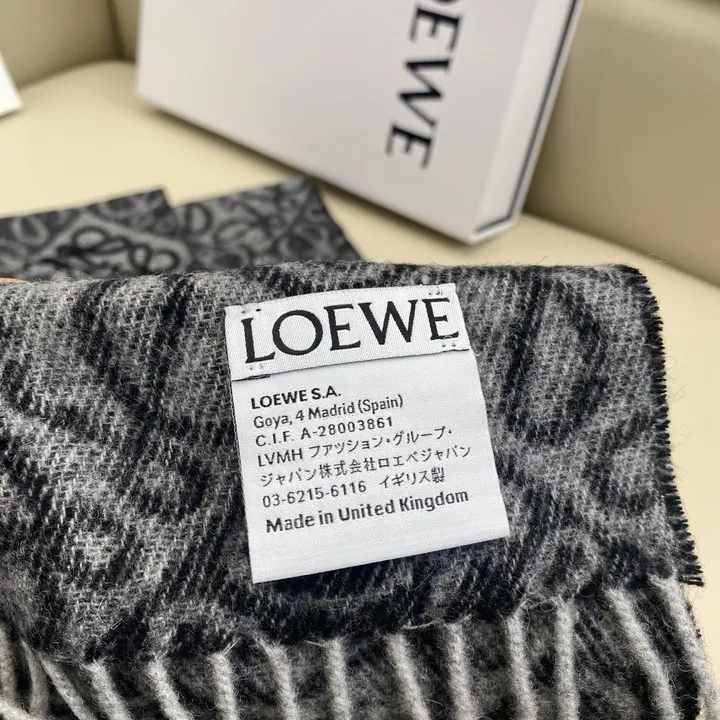 LOEWE
LOEWE
LOEWE S.A.
Goya, 4 Madrid (Spain)
C.I.F. A-28003861
LVMH ファッション・グループ・
ジャパン株式会社ロエベジャパン
03-6215-6116 イギリス製
Made in United Kingdom